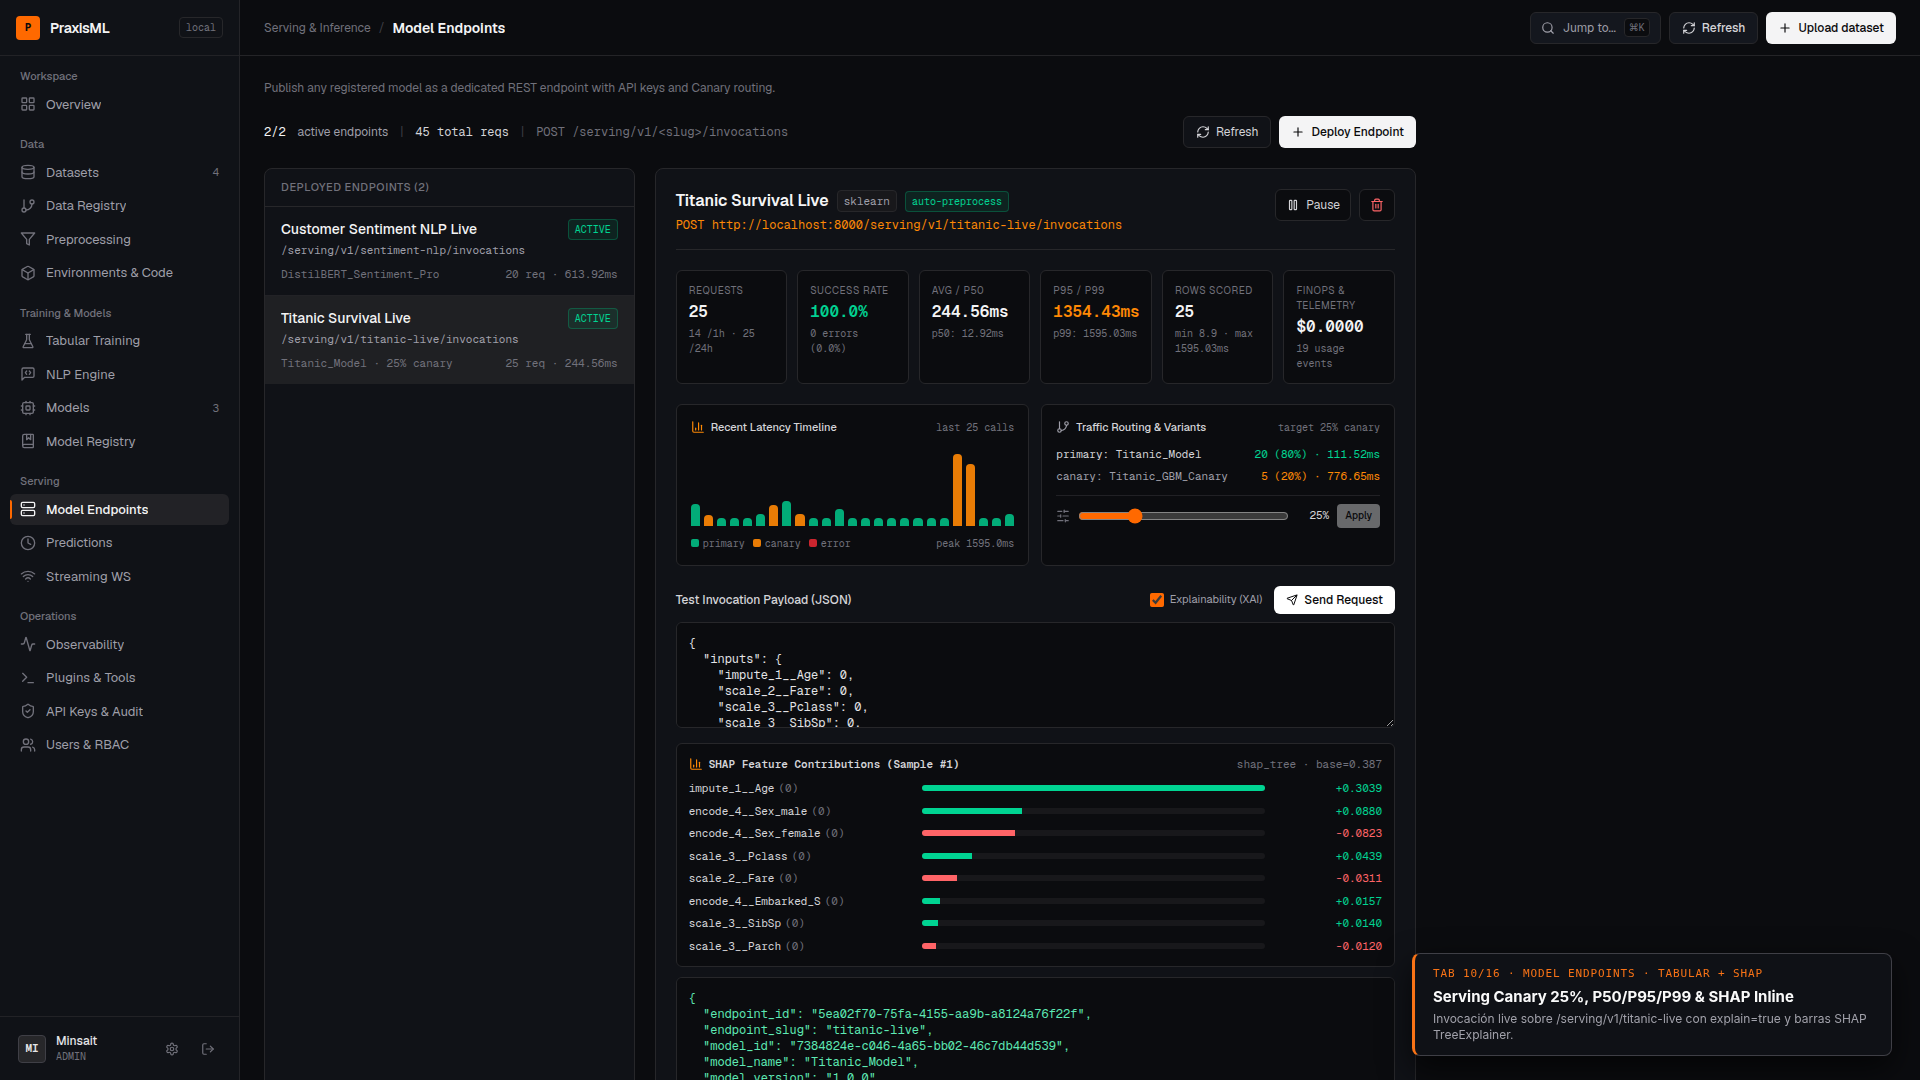 P PraxisML local
Workspace
Overview
Data
Datasets 4
Data Registry
Preprocessing
Environments & Code
Training & Models
Tabular Training
NLP Engine
Models 3
Model Registry
Serving
Model Endpoints
Predictions
Streaming WS
Operations
Observability
Plugins & Tools
API Keys & Audit
Users & RBAC
MI Minsait
ADMIN
Serving & Inference / Model Endpoints
Jump to... ⌘K
Refresh
Upload dataset
Publish any registered model as a dedicated REST endpoint with API keys and Canary routing.
2/2 active endpoints | 45 total reqs | POST /serving/v1/<slug>/invocations
Refresh
Deploy Endpoint
DEPLOYED ENDPOINTS (2)
Customer Sentiment NLP Live ACTIVE
/serving/v1/sentiment-nlp/invocations
DistilBERT_Sentiment_Pro 20 req · 613.92ms
Titanic Survival Live ACTIVE
/serving/v1/titanic-live/invocations
Titanic_Model · 25% canary 25 req · 244.56ms
Titanic Survival Live sklearn auto-preprocess
Pause
POST http://localhost:8000/serving/v1/titanic-live/invocations
REQUESTS
25
14 /1h · 25
/24h
SUCCESS RATE
100.0%
0 errors
(0.0%)
AVG / P50
244.56ms
p50: 12.92ms
P95 / P99
1354.43ms
p99: 1595.03ms
ROWS SCORED
25
min 8.9 · max
1595.03ms
FINOPS &
TELEMETRY
$0.0000
19 usage
events
Recent Latency Timeline last 25 calls
primary canary error peak 1595.0ms
Traffic Routing & Variants target 25% canary
primary: Titanic_Model 20 (80%) · 111.52ms
canary: Titanic_GBM_Canary 5 (20%) · 776.65ms
25% Apply
Test Invocation Payload (JSON) Explainability (XAI) Send Request
{
"inputs": {
"impute_1__Age": 0,
"scale_2__Fare": 0,
"scale_3__Pclass": 0,
"scale_3__SibSp": 0,
SHAP Feature Contributions (Sample #1) shap_tree · base=0.387
impute_1__Age (0) +0.3039
encode_4__Sex_male (0) +0.0880
encode_4__Sex_female (0) -0.0823
scale_3__Pclass (0) +0.0439
scale_2__Fare (0) -0.0311
encode_4__Embarked_S (0) +0.0157
scale_3__SibSp (0) +0.0140
scale_3__Parch (0) -0.0120
{
"endpoint_id": "5ea02f70-75fa-4155-aa9b-a8124a76f22f",
"endpoint_slug": "titanic-live",
"model_id": "7384824e-c046-4a65-bb02-46c7db44d539",
"model_name": "Titanic_Model",
"model_version": "1.0.0"
TAB 10/16 · MODEL ENDPOINTS · TABULAR + SHAP
Serving Canary 25%, P50/P95/P99 & SHAP Inline
Invocación live sobre /serving/v1/titanic-live con explain=true y barras SHAP
TreeExplainer.